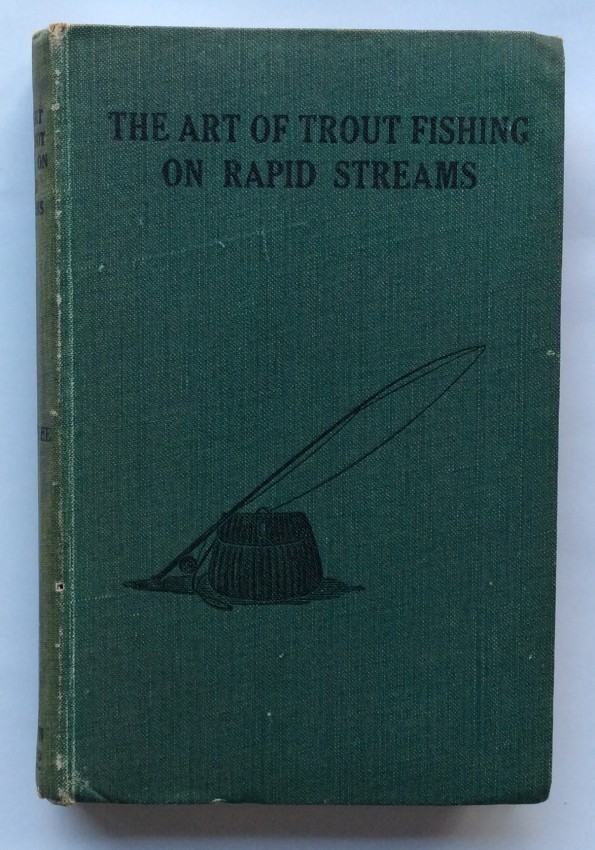 THE ART OF TROUT FISHING
ON RAPID STREAMS